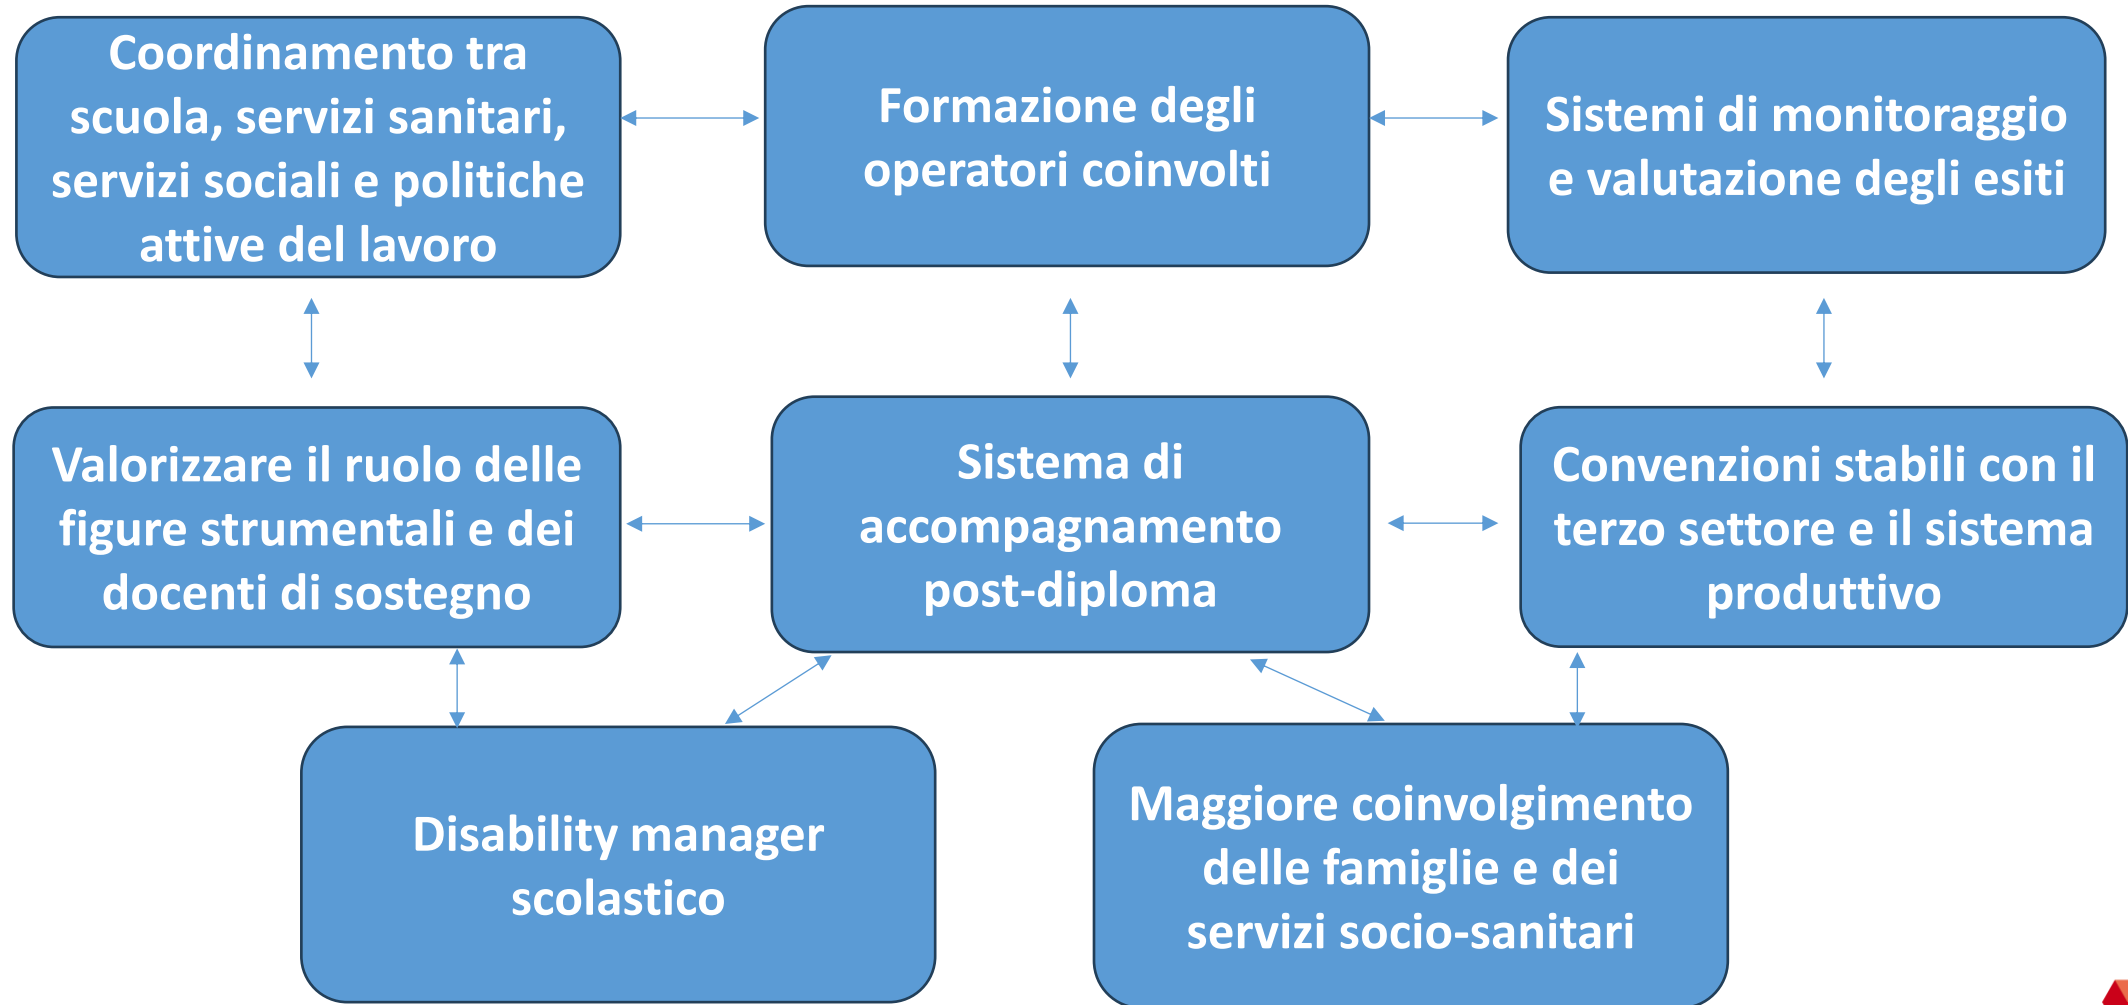 Coordinamento tra
scuola, servizi sanitari,
servizi sociali e politiche
attive del lavoro
Formazione degli
operatori coinvolti
Sistemi di monitoraggio
e valutazione degli esiti
Valorizzare il ruolo delle
figure strumentali e dei
docenti di sostegno
Sistema di
accompagnamento
post-diploma
Convenzioni stabili con il
terzo settore e il sistema
produttivo
Disability manager
scolastico
Maggiore coinvolgimento
delle famiglie e dei
servizi socio-sanitari